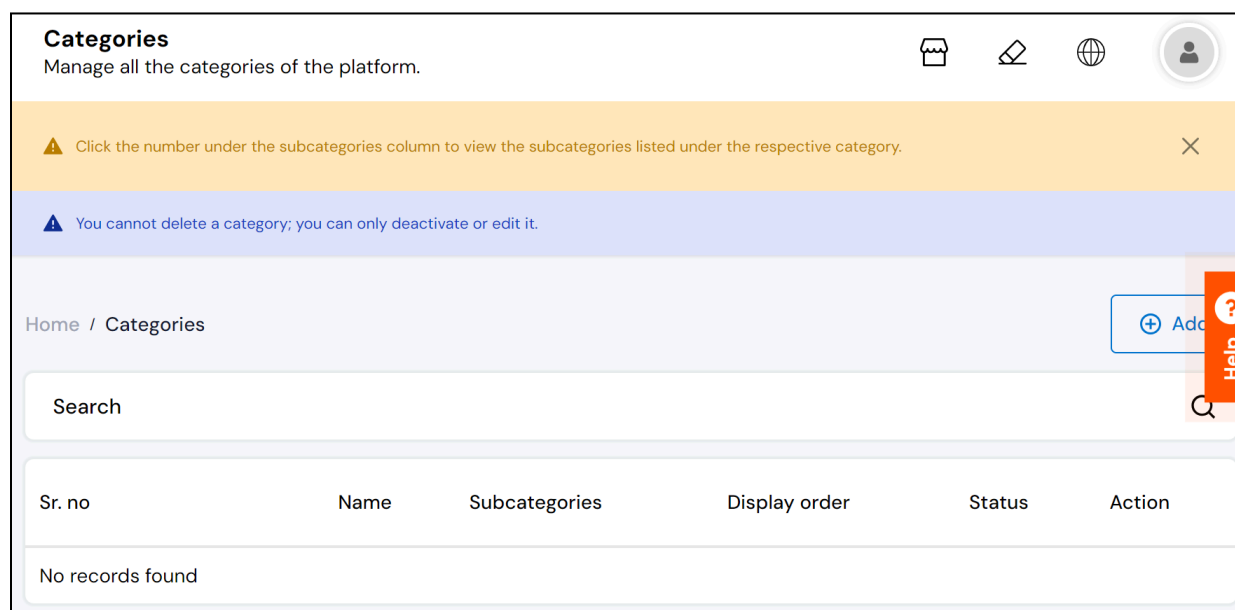 Categories
Manage all the categories of the platform.
Click the number under the subcategories column to view the subcategories listed under the respective category.
You cannot delete a category; you can only deactivate or edit it.
Home / Categories
Add
?
Help
Search
Sr. no Name Subcategories Display order Status Action
No records found